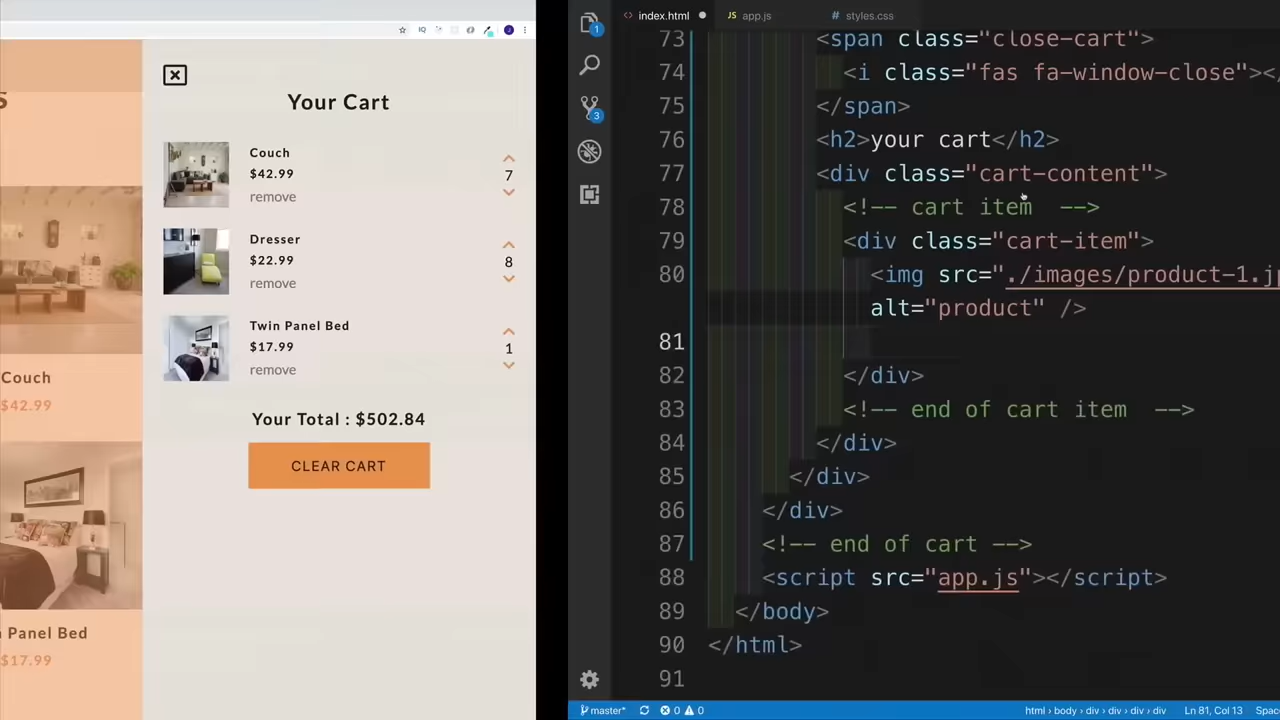 IQ
J
S
Your Cart
Couch
$42.99
remove
7
Dresser
$22.99
remove
8
Twin Panel Bed
$17.99
remove
1
Your Total : $502.84
CLEAR CART
Couch
$42.99
Panel Bed
$17.99
1
3
index.html
JS app.js
# styles.css
73 <span class="close-cart">
74 <i class="fas fa-window-close"></
75 </span>
76 <h2>your cart</h2>
77 <div class="cart-content">
78 <!-- cart item -->
79 <div class="cart-item">
80 <img src="./images/product-1.jp
alt="product" />
81
82 </div>
83 <!-- end of cart item -->
84 </div>
85 </div>
86 </div>
87 <!-- end of cart -->
88 <script src="app.js"></script>
89 </body>
90 </html>
91
master* 0 0 html › body › div › div › div › div Ln 81, Col 13 Space